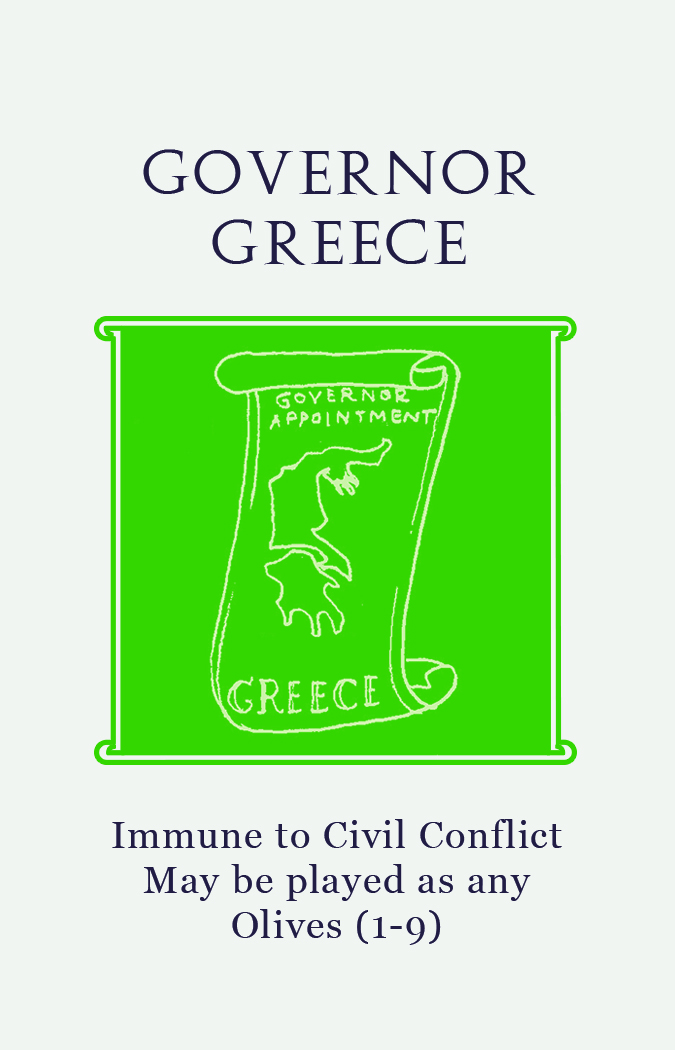 GOVERNOR
GREECE
GOVERNOR
APPOINTMENT
GREECE
Immune to Civil Conflict
May be played as any
Olives (1-9)